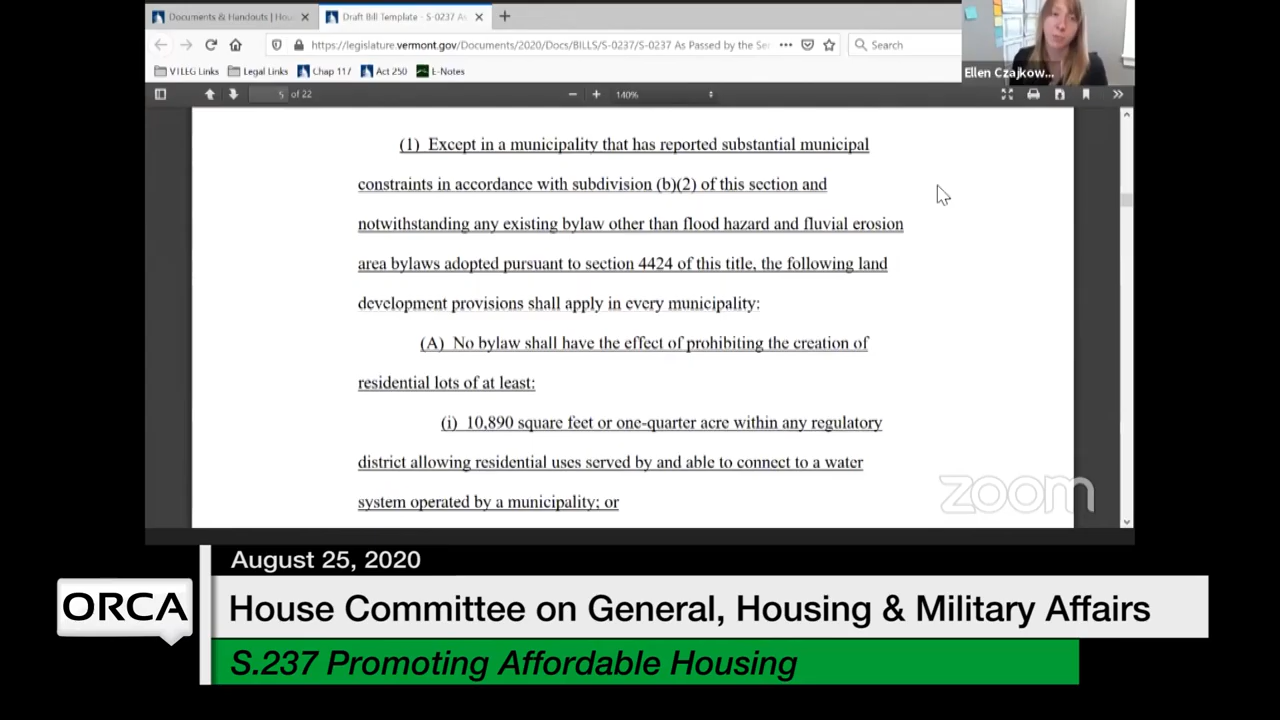 Documents & Handouts | Hou
Draft Bill Template - S-0237 As
https://legislature.vermont.gov/Documents/2020/Docs/BILLS/S-0237/S-0237 As Passed by the Se
Search
Ellen Czajkow...
VTLEG Links
Legal Links
Chap 117
Act 250
E-Notes
5 of 22
140%
(1) Except in a municipality that has reported substantial municipal
constraints in accordance with subdivision (b)(2) of this section and
notwithstanding any existing bylaw other than flood hazard and fluvial erosion
area bylaws adopted pursuant to section 4424 of this title, the following land
development provisions shall apply in every municipality:
(A) No bylaw shall have the effect of prohibiting the creation of
residential lots of at least:
(i) 10,890 square feet or one-quarter acre within any regulatory
district allowing residential uses served by and able to connect to a water
system operated by a municipality; or
zoom
August 25, 2020
ORCA
House Committee on General, Housing & Military Affairs
S.237 Promoting Affordable Housing